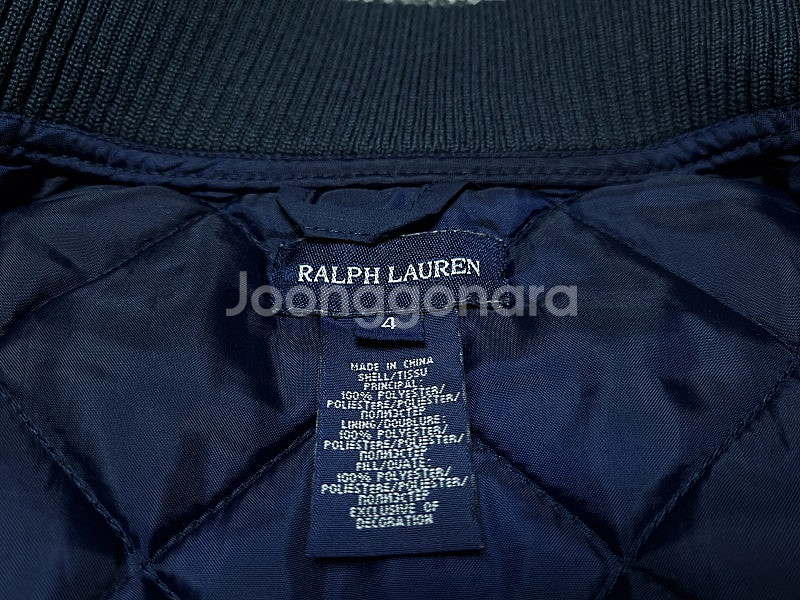 RALPH LAUREN
Joonggonara
4
MADE IN CHINA
SHELL/TISSU
PRINCIPAL:
100% POLYESTER/
POLIESTERE/POLIESTER/
ПОЛИЭСТЕР
LINING/DOUBLURE:
100% POLYESTER/
POLIESTERE/POLIESTER/
ПОЛИЭСТЕР
FILL/OUATE:
100% POLYESTER/
POLIESTERE/POLIESTER/
ПОЛИЭСТЕР
EXCLUSIVE OF
DECORATION